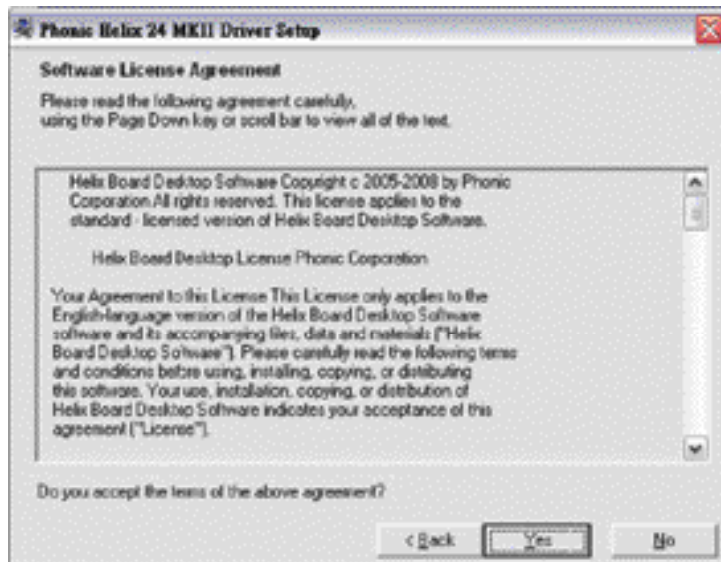 Phonic Helix 24 MKII Driver Setup
Software License Agreement
Please read the following agreement carefully,
using the Page Down key or scroll bar to view all of the text.
Helix Board Desktop Software Copyright c 2005-2008 by Phonic
Corporation All rights reserved. This license applies to the
standard - licensed version of Helix Board Desktop Software.
Helix Board Desktop License Phonic Corporation
Your Agreement to this License This License only applies to the
English-language version of the Helix Board Desktop Software
software and its accompanying files, data and materials ("Helix
Board Desktop Software"). Please carefully read the following terms
and conditions before using, installing, copying, or distributing
this software. Your use, installation, copying, or distribution of
Helix Board Desktop Software indicates your acceptance of this
agreement ("License").
Do you accept the terms of the above agreement?
< Back Yes No